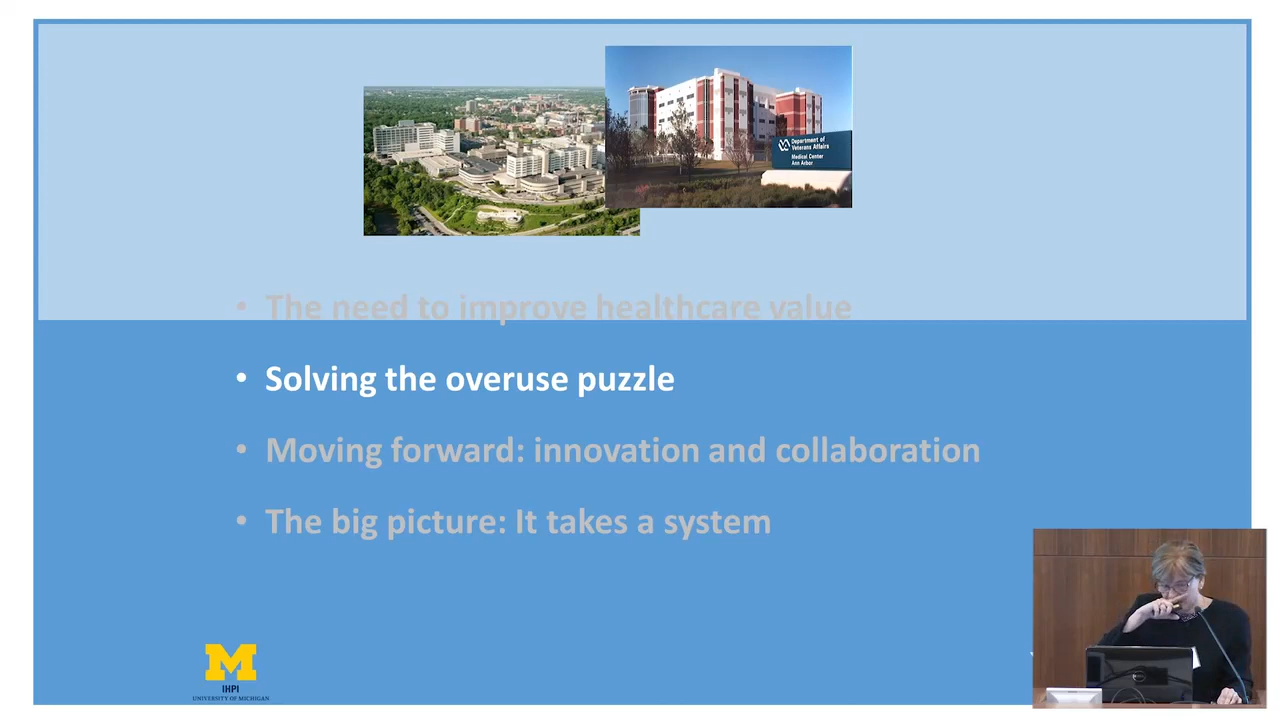 Department of
Veterans Affairs
Medical Center
Ann Arbor
• The need to improve healthcare value
• Solving the overuse puzzle
• Moving forward: innovation and collaboration
• The big picture: It takes a system
M
IHPI
UNIVERSITY OF MICHIGAN